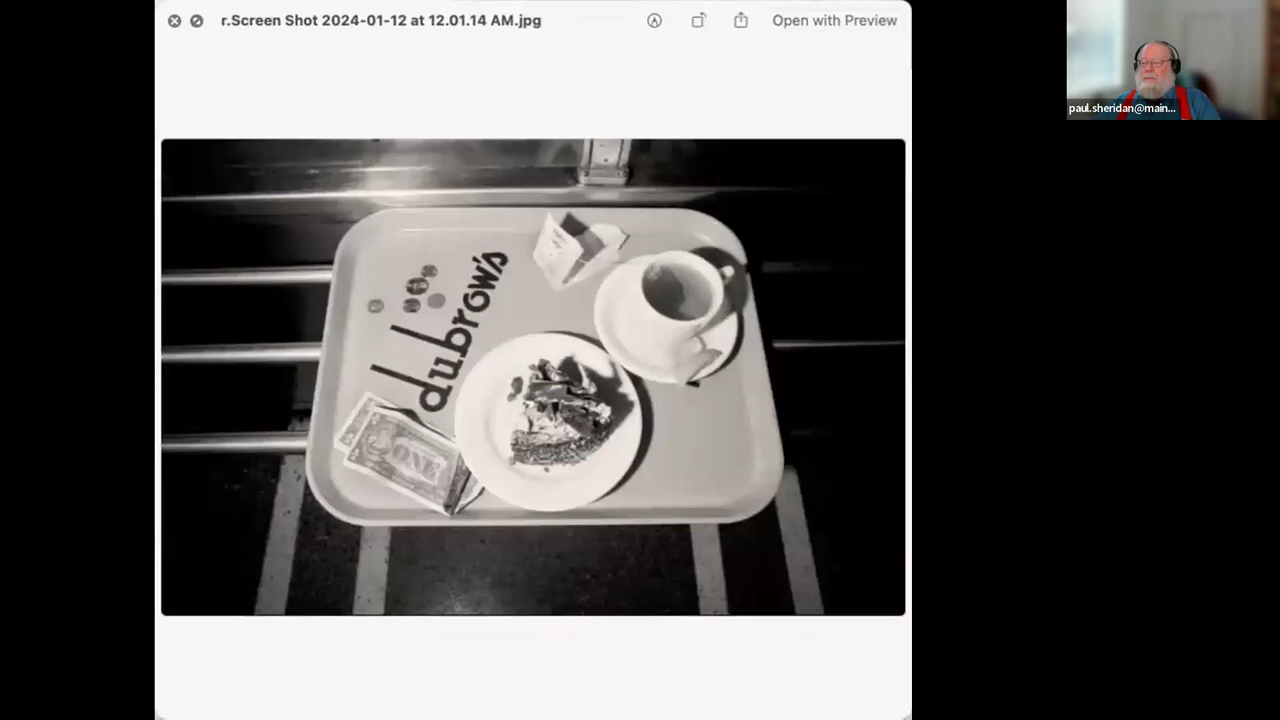 r.Screen Shot 2024-01-12 at 12.01.14 AM.jpg
Open with Preview
paul.sheridan@main...
dubrow's
ONE